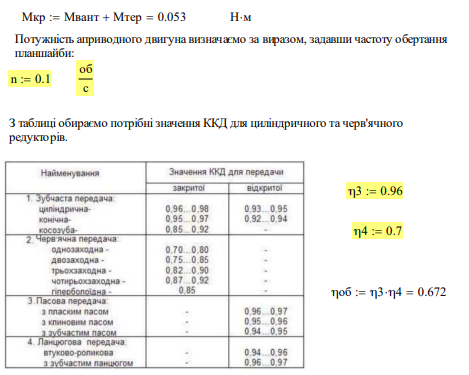 Мкр := Мвант + Мтер = 0.053 Н·м
Потужність априводного двигуна визначаємо за виразом, задавши частоту обертання
планшайби:
n := 0.1 об/с
З таблиці обираємо потрібні значення ККД для циліндричного та черв'ячного
редукторів.
Найменування Значення ККД для передачі
закритої відкритої
1. Зубчаста передача:
циліндрична- 0,96...0,98 0,93...0,95
конічна- 0,95...0,97 0,92...0,94
косозуба- 0,85...0,92 -
2. Черв'ячна передача:
однозаходна - 0,70...0,80 -
двозаходна - 0,75...0,85 -
трьохзаходна - 0,82...0,90 -
чотирьохзаходна - 0,87...0,92 -
гіперболоїдна - 0,85 -
3. Пасова передача:
з пласким пасом - 0,96...0,97
з клиновим пасом - 0,95...0,96
з зубчастим пасом - 0,94...0,95
4. Ланцюгова передача:
втуково-роликова - 0,94...0,96
з зубчастим ланцюгом - 0,96...0,97
η3 := 0.96
η4 := 0.7
ηоб := η3·η4 = 0.672